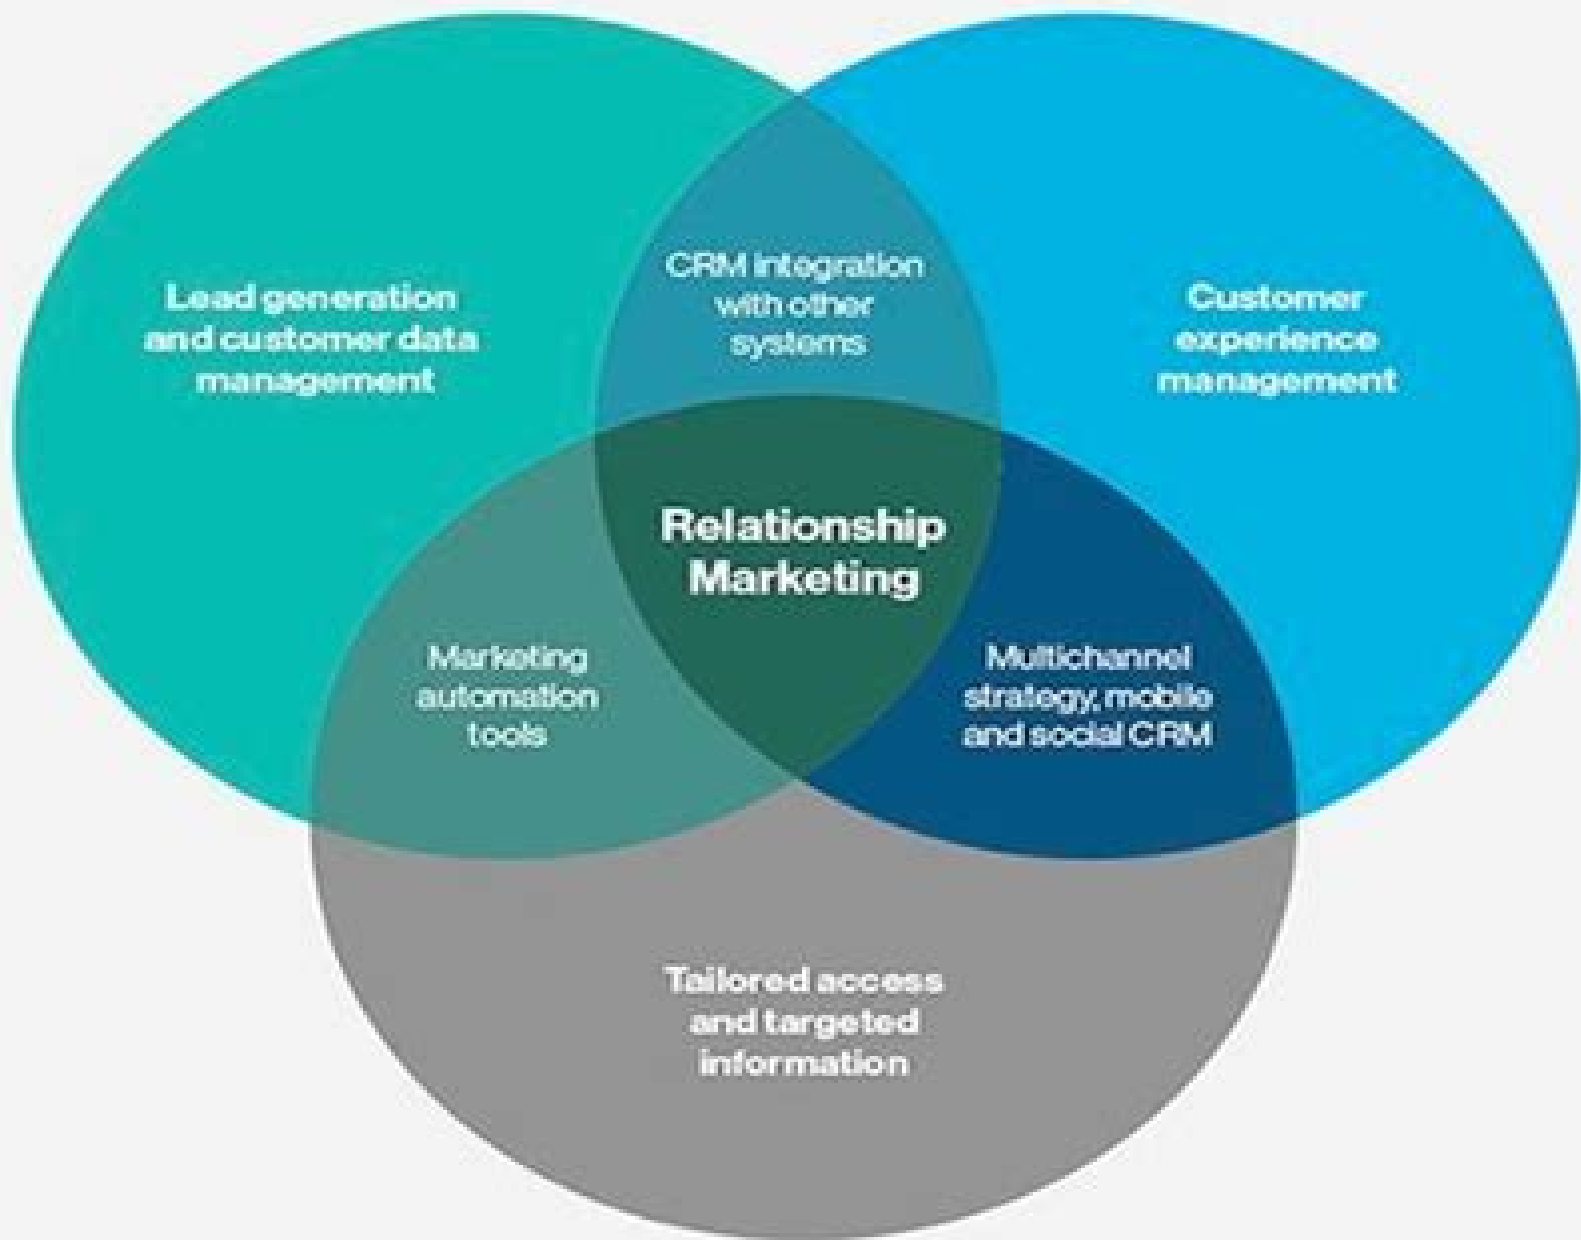 Lead generation
and customer data
management
CRM integration
with other
systems
Customer
experience
management
Relationship
Marketing
Marketing
automation
tools
Multichannel
strategy, mobile
and social CRM
Tailored access
and targeted
information